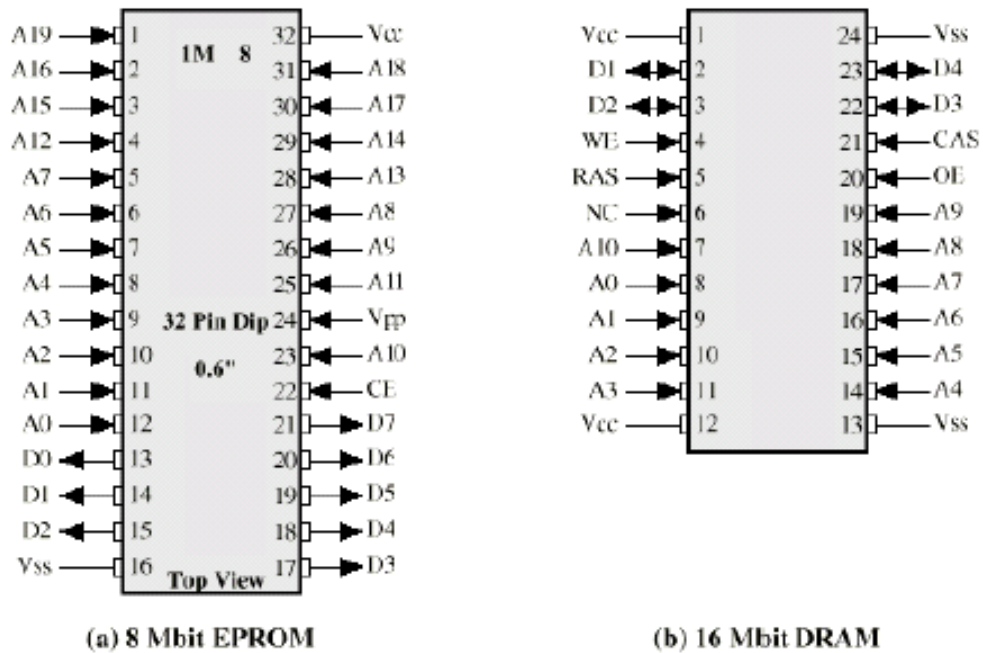 A19 1 1M 8 32 Vcc
A16 2 31 A18
A15 3 30 A17
A12 4 29 A14
A7 5 28 A13
A6 6 27 A8
A5 7 26 A9
A4 8 25 A11
A3 9 32 Pin Dip 24 Vpp
A2 10 0.6" 23 A10
A1 11 22 CE
A0 12 21 D7
D0 13 20 D6
D1 14 19 D5
D2 15 18 D4
Vss 16 Top View 17 D3
(a) 8 Mbit EPROM
Vcc 1 24 Vss
D1 2 23 D4
D2 3 22 D3
WE 4 21 CAS
RAS 5 20 OE
NC 6 19 A9
A10 7 18 A8
A0 8 17 A7
A1 9 16 A6
A2 10 15 A5
A3 11 14 A4
Vcc 12 13 Vss
(b) 16 Mbit DRAM